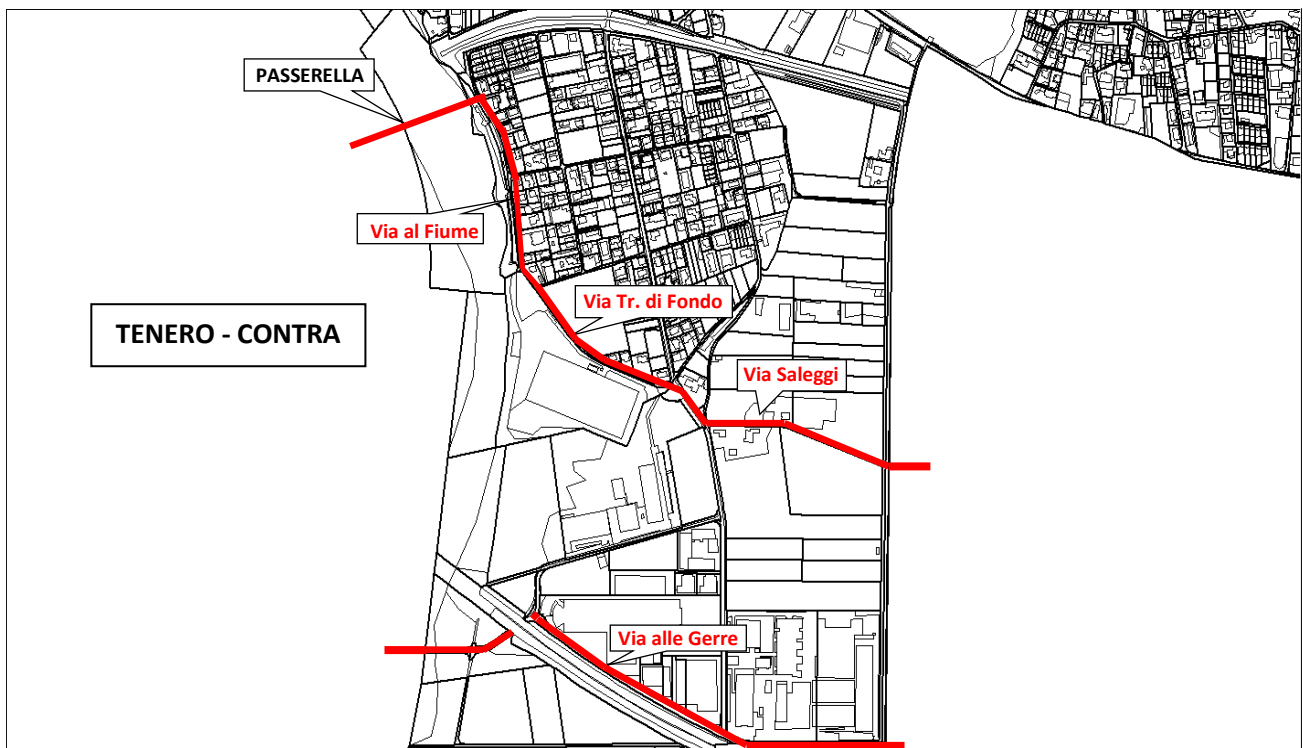 PASSERELLA
Via al Fiume
Via Tr. di Fondo
TENERO - CONTRA
Via Saleggi
Via alle Gerre